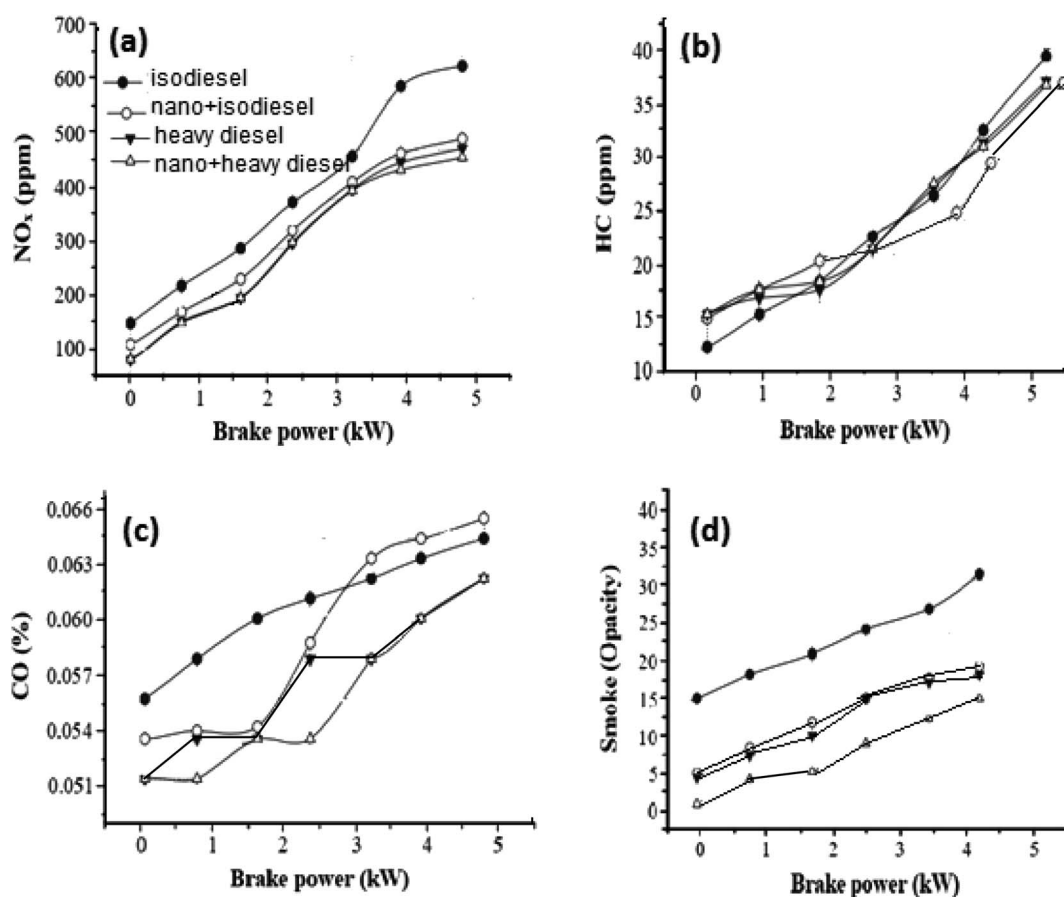 (a)
700
600
500
400
300
200
100
NOₓ (ppm)
isodiesel
nano+isodiesel
heavy diesel
nano+heavy diesel
0 1 2 3 4 5
Brake power (kW)
(b)
40
35
30
25
20
15
10
HC (ppm)
0 1 2 3 4 5
Brake power (kW)
(c)
0.066
0.063
0.060
0.057
0.054
0.051
CO (%)
0 1 2 3 4 5
Brake power (kW)
(d)
40
35
30
25
20
15
10
5
0
Smoke (Opacity)
0 1 2 3 4 5
Brake power (kW)